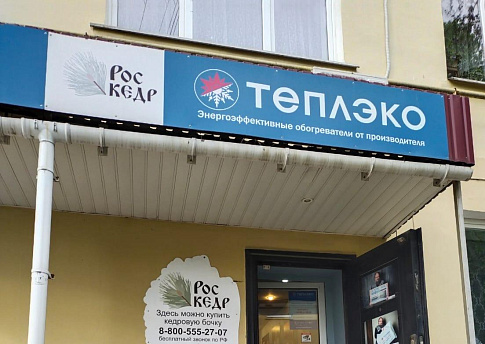 Рос
кедр
теплэко
Энергоэффективные обогреватели от производителя
Рос
кедр
Здесь можно купить
кедровую бочку
8-800-555-27-07
бесплатный звонок по РФ